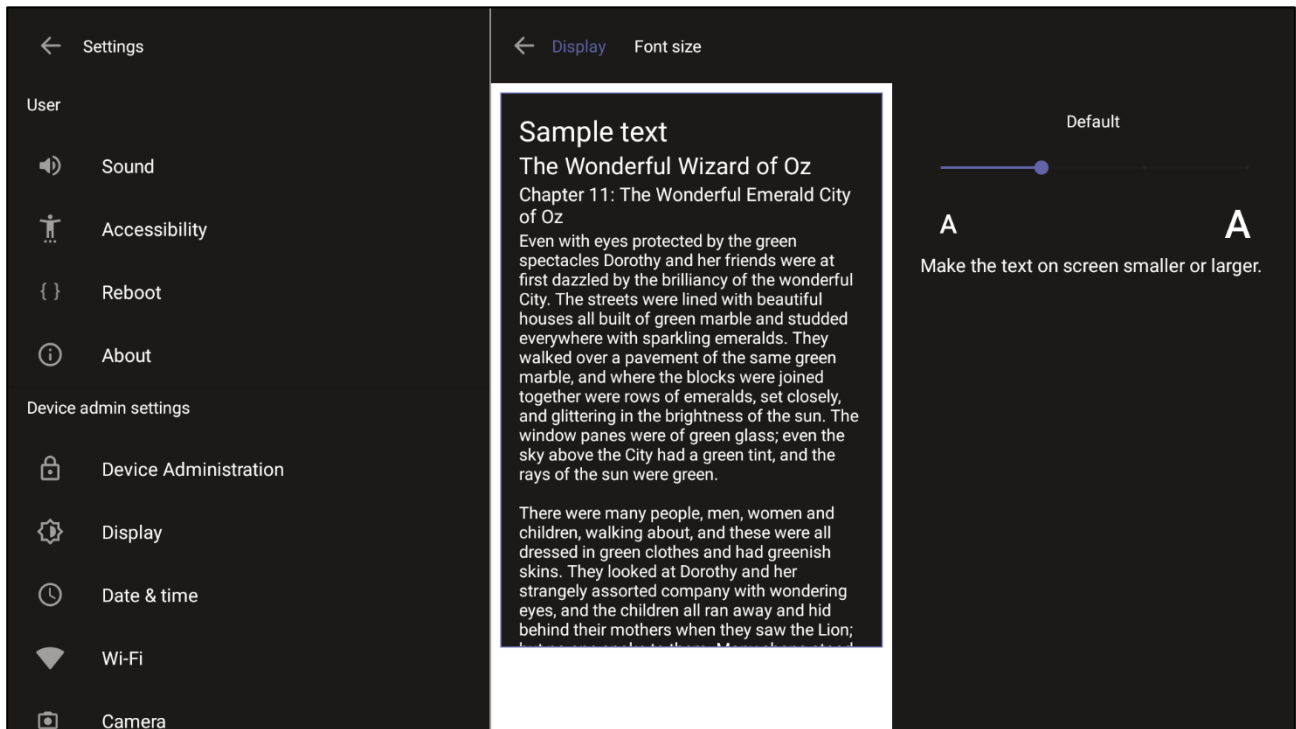 Settings
User
Sound
Accessibility
Reboot
About
Device admin settings
Device Administration
Display
Date & time
Wi-Fi
Camera
Display Font size
Sample text
The Wonderful Wizard of Oz
Chapter 11: The Wonderful Emerald City
of Oz
Even with eyes protected by the green
spectacles Dorothy and her friends were at
first dazzled by the brilliancy of the wonderful
City. The streets were lined with beautiful
houses all built of green marble and studded
everywhere with sparkling emeralds. They
walked over a pavement of the same green
marble, and where the blocks were joined
together were rows of emeralds, set closely,
and glittering in the brightness of the sun. The
window panes were of green glass; even the
sky above the City had a green tint, and the
rays of the sun were green.
There were many people, men, women and
children, walking about, and these were all
dressed in green clothes and had greenish
skins. They looked at Dorothy and her
strangely assorted company with wondering
eyes, and the children all ran away and hid
behind their mothers when they saw the Lion;
Default
A A
Make the text on screen smaller or larger.